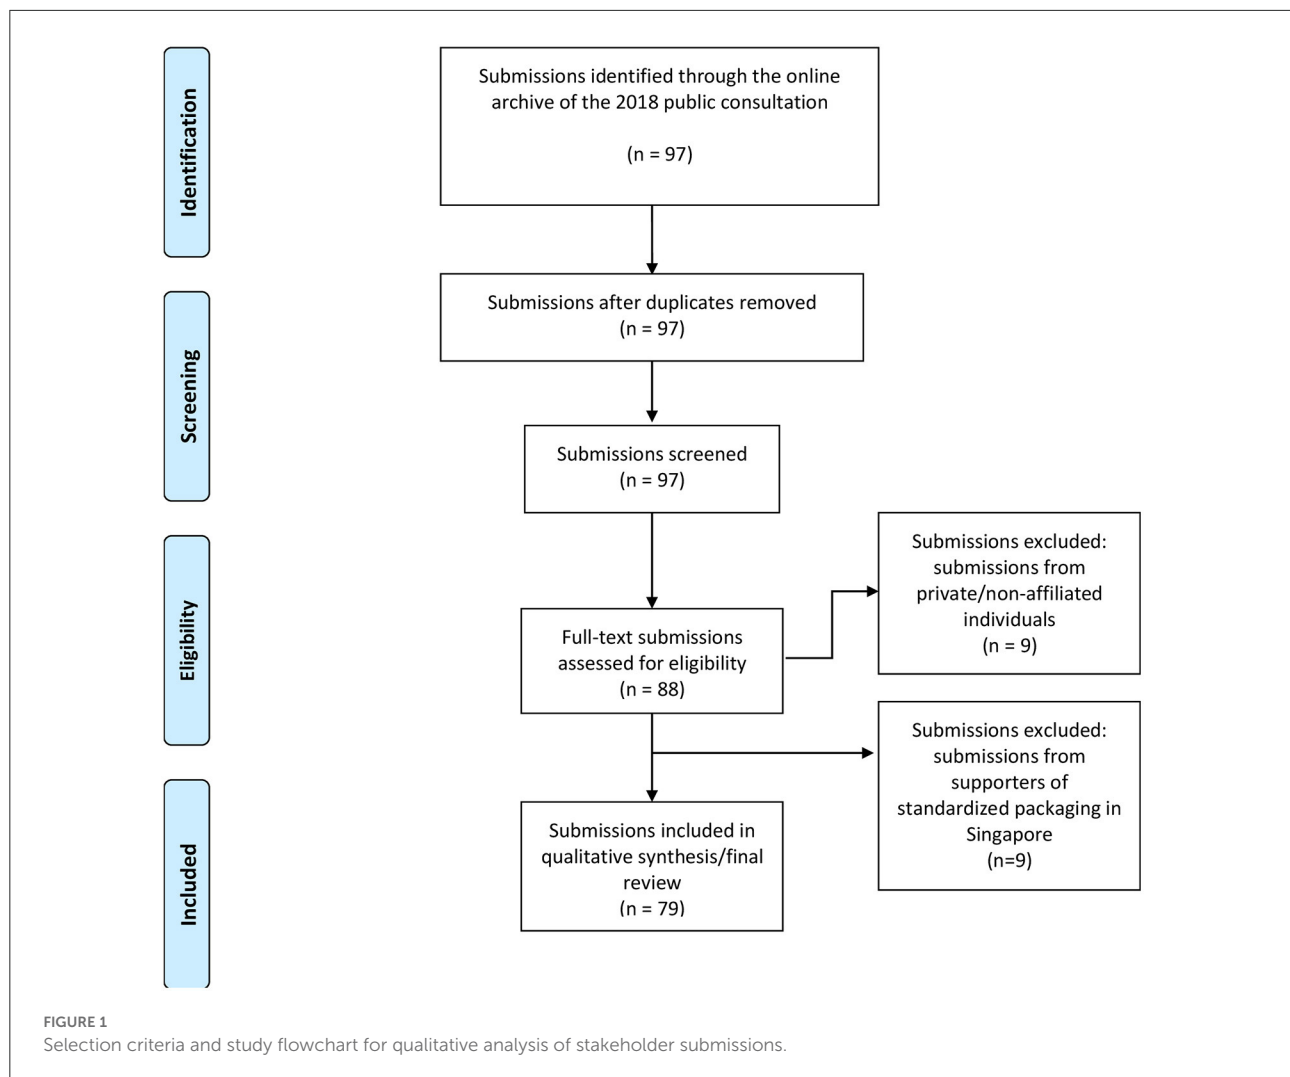 Identification
Submissions identified through the online
archive of the 2018 public consultation
(n = 97)
Screening
Submissions after duplicates removed
(n = 97)
Submissions screened
(n = 97)
Eligibility
Full-text submissions
assessed for eligibility
(n = 88)
Submissions excluded:
submissions from
private/non-affiliated
individuals
(n = 9)
Submissions excluded:
submissions from
supporters of
standardized packaging in
Singapore
(n=9)
Included
Submissions included in
qualitative synthesis/final
review
(n = 79)
FIGURE 1
Selection criteria and study flowchart for qualitative analysis of stakeholder submissions.